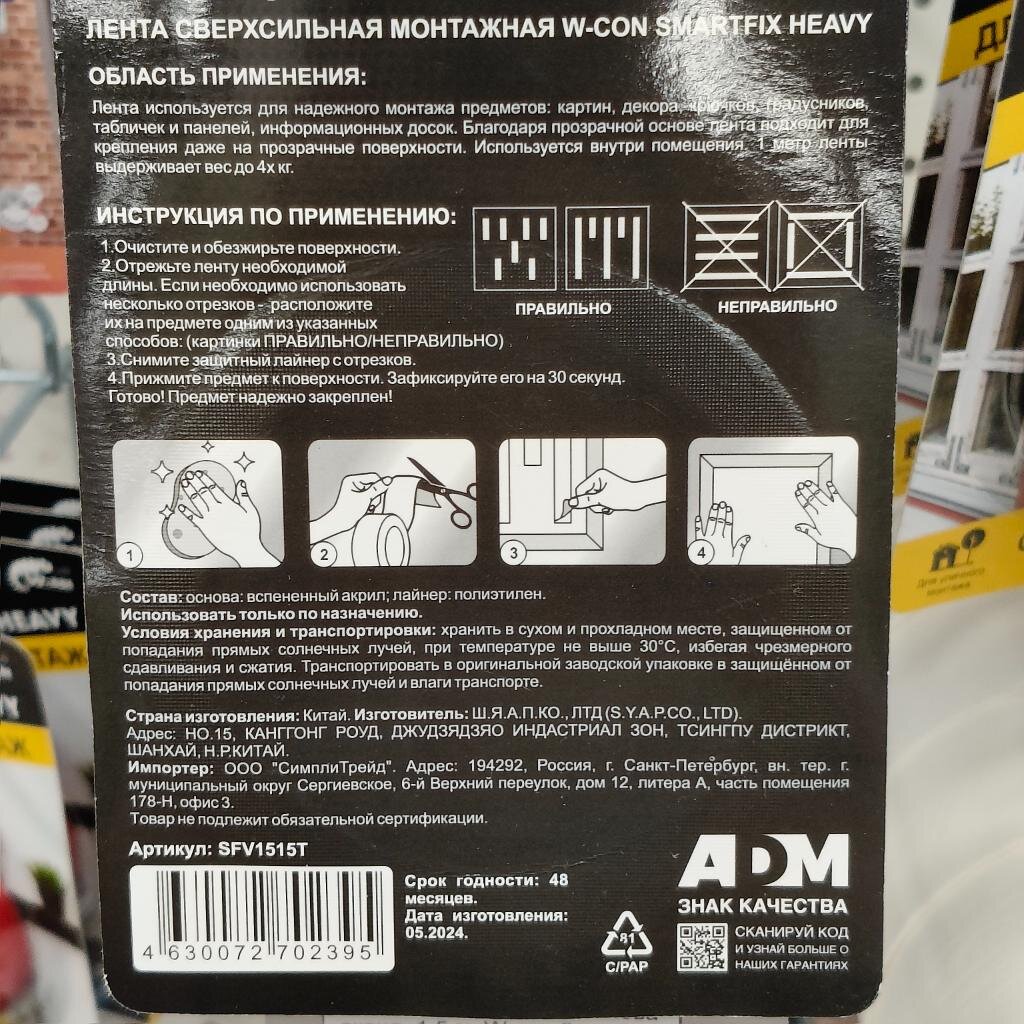 ЛЕНТА СВЕРХСИЛЬНАЯ МОНТАЖНАЯ W-CON SMARTFIX HEAVY
ОБЛАСТЬ ПРИМЕНЕНИЯ:
Лента используется для надежного монтажа предметов: картин, декора, крючков, градусников,
табличек и панелей, информационных досок. Благодаря прозрачной основе лента подходит для
крепления даже на прозрачные поверхности. Используется внутри помещения. 1 метр ленты
выдерживает вес до 4х кг.
ИНСТРУКЦИЯ ПО ПРИМЕНЕНИЮ:
1.Очистите и обезжирьте поверхности.
2.Отрежьте ленту необходимой
длины. Если необходимо использовать
несколько отрезков - расположите
их на предмете одним из указанных
способов: (картинки ПРАВИЛЬНО/НЕПРАВИЛЬНО)
3.Снимите защитный лайнер с отрезков.
4.Прижмите предмет к поверхности. Зафиксируйте его на 30 секунд.
Готово! Предмет надежно закреплен!
ПРАВИЛЬНО
НЕПРАВИЛЬНО
1
2
3
4
Состав: основа: вспененный акрил; лайнер: полиэтилен.
Использовать только по назначению.
Условия хранения и транспортировки: хранить в сухом и прохладном месте, защищенном от
попадания прямых солнечных лучей, при температуре не выше 30°С, избегая чрезмерного
сдавливания и сжатия. Транспортировать в оригинальной заводской упаковке в защищённом от
попадания прямых солнечных лучей и влаги транспорте.
Страна изготовления: Китай. Изготовитель: Ш.Я.А.П.КО., ЛТД (S.Y.A.P.CO., LTD).
Адрес: НО.15, КАНГГОНГ РОУД, ДЖУДЗЯДЗЯО ИНДАСТРИАЛ ЗОН, ТСИНГПУ ДИСТРИКТ,
ШАНХАЙ, Н.Р.КИТАЙ.
Импортер: ООО "СимплиТрейд". Адрес: 194292, Россия, г. Санкт-Петербург, вн. тер. г.
муниципальный округ Сергиевское, 6-й Верхний переулок, дом 12, литера А, часть помещения
178-Н, офис 3.
Товар не подлежит обязательной сертификации.
Артикул: SFV1515T
4 630072 702395
Срок годности: 48
месяцев.
Дата изготовления:
05.2024.
81
C/PAP
ADM
ЗНАК КАЧЕСТВА
СКАНИРУЙ КОД
И УЗНАЙ БОЛЬШЕ О
НАШИХ ГАРАНТИЯХ
HEAVY
Для уличного
монтажа